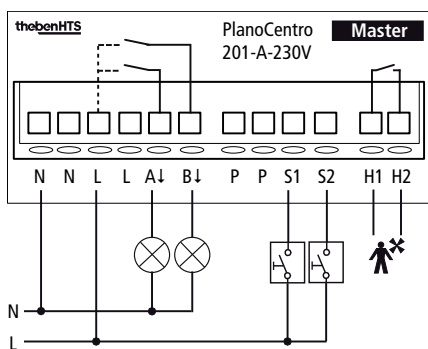 thebenHTS
PlanoCentro Master
201-A-230V
N N L L A↓ B↓ P P S1 S2 H1 H2
N
L